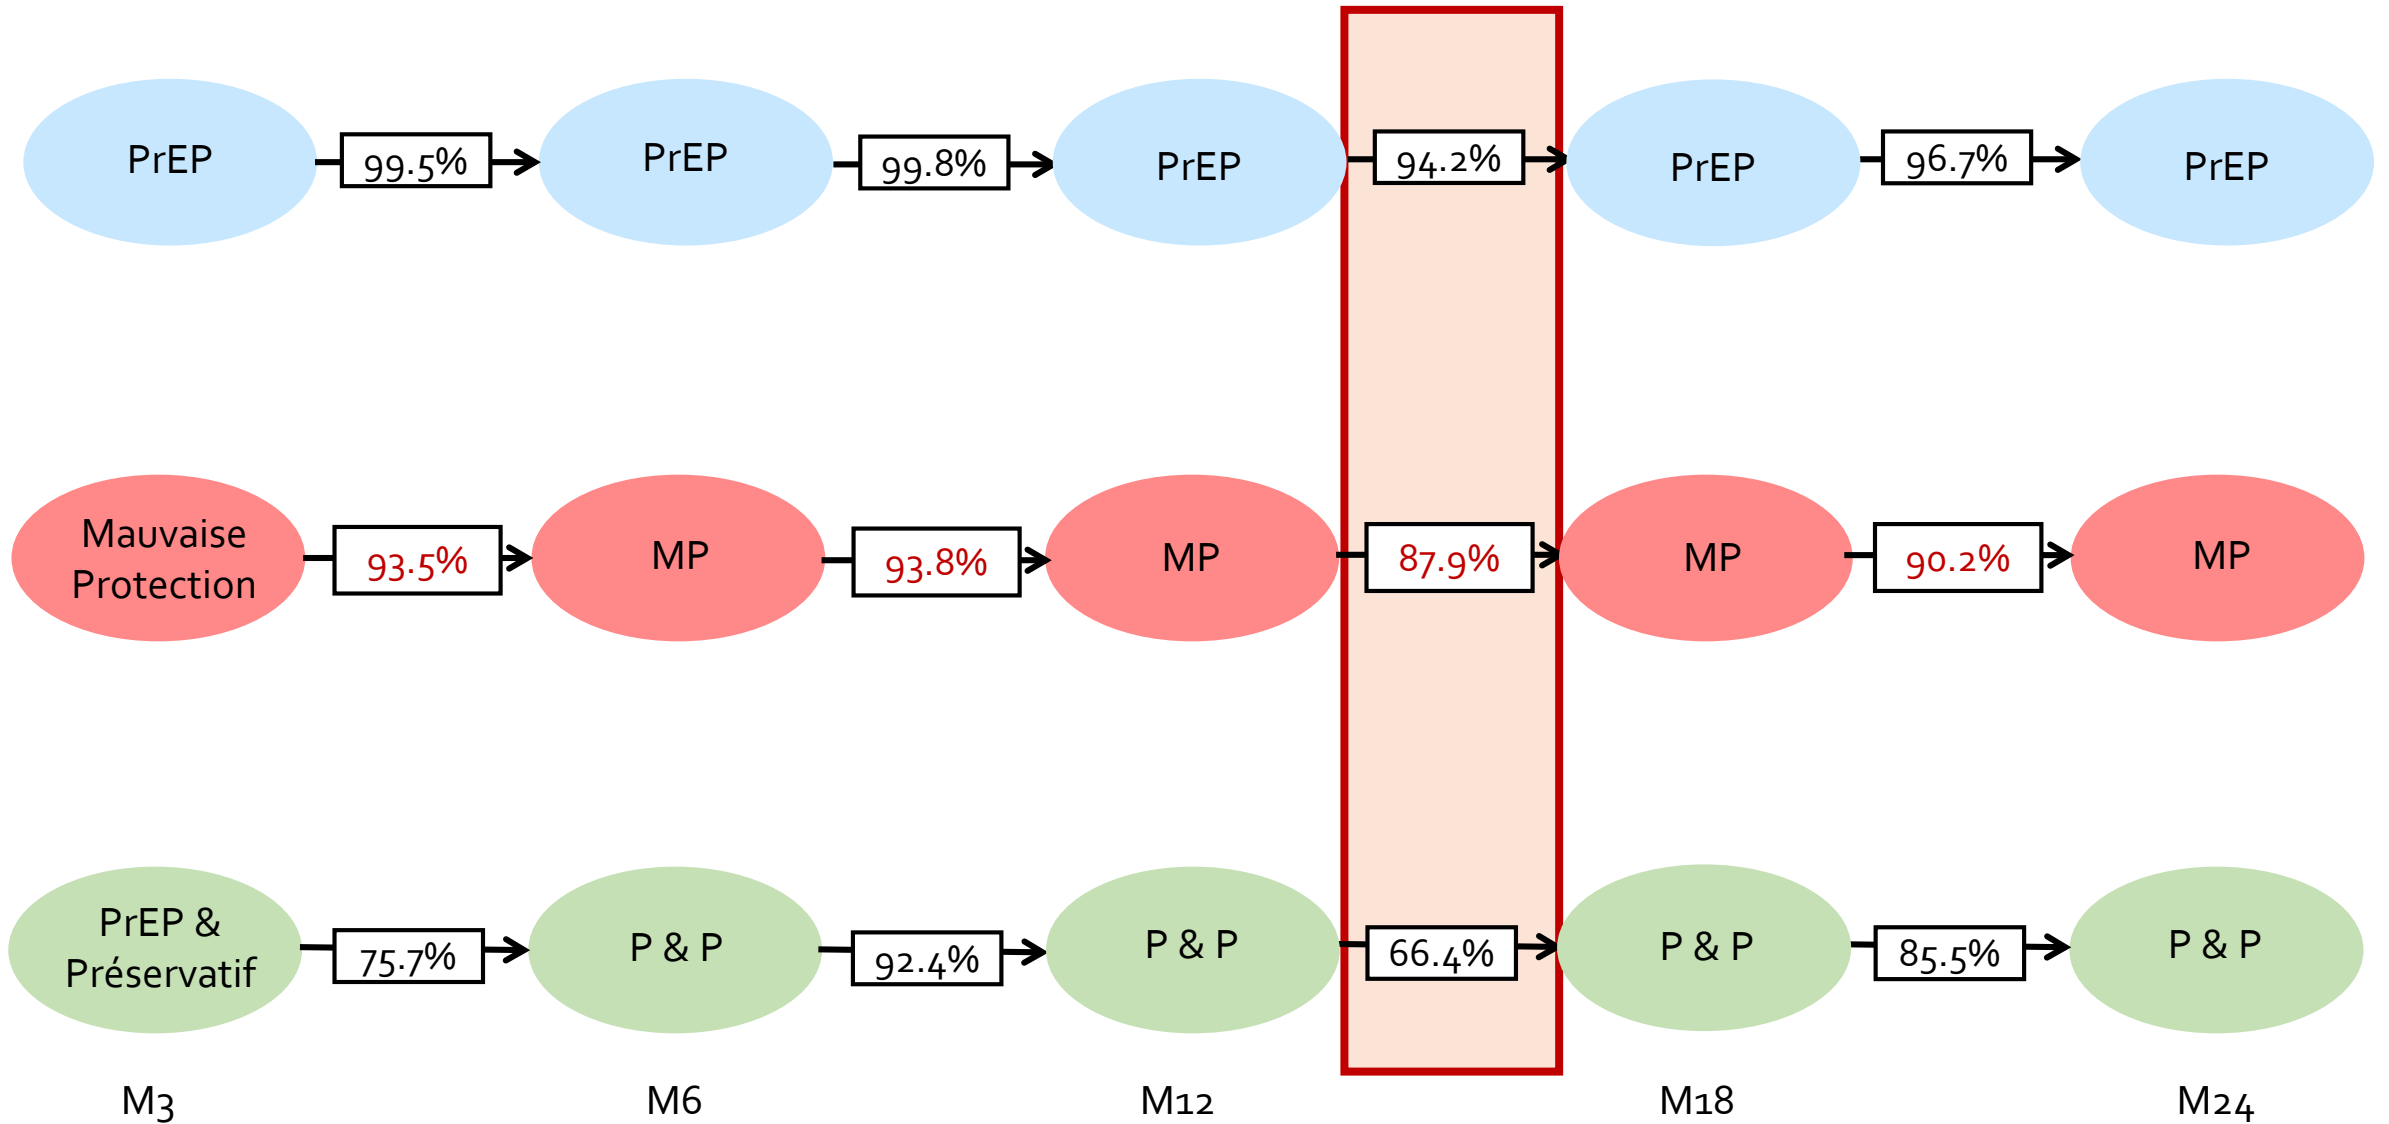 PrEP
99.5%
PrEP
99.8%
PrEP
94.2%
PrEP
96.7%
PrEP
Mauvaise
Protection
93.5%
MP
93.8%
MP
87.9%
MP
90.2%
MP
PrEP &
Préservatif
75.7%
P & P
92.4%
P & P
66.4%
P & P
85.5%
P & P
M3
M6
M12
M18
M24